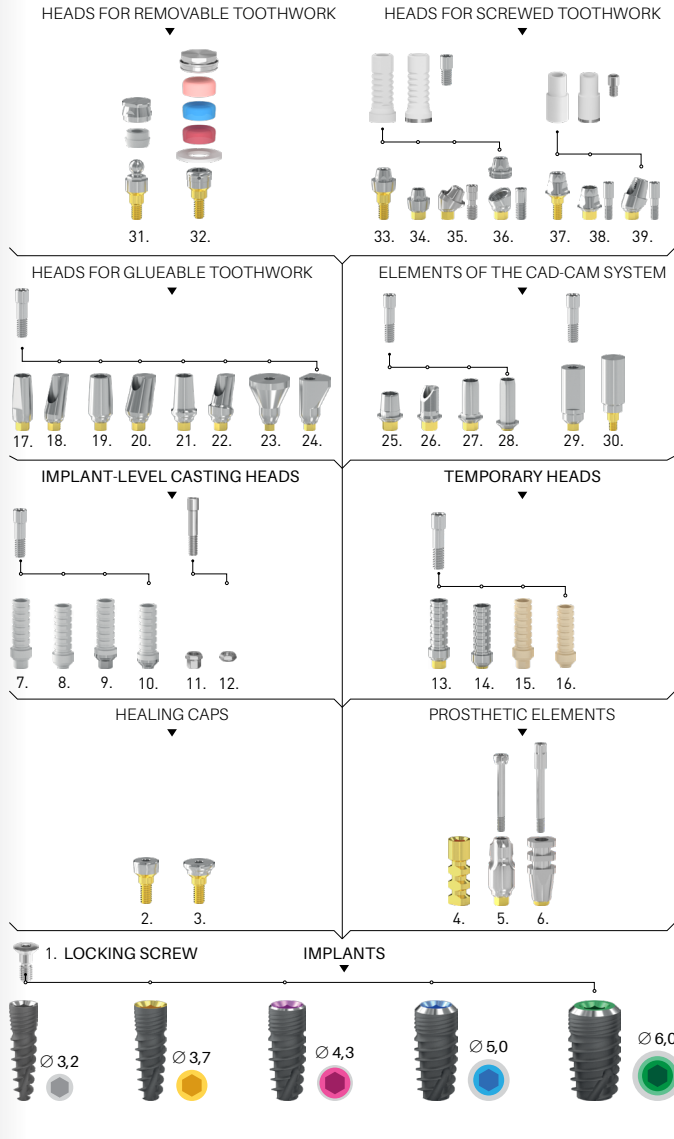 HEADS FOR REMOVABLE TOOTHWORK
HEADS FOR SCREWED TOOTHWORK
31. 32.
33. 34. 35. 36. 37. 38. 39.
HEADS FOR GLUEABLE TOOTHWORK
ELEMENTS OF THE CAD-CAM SYSTEM
17. 18. 19. 20. 21. 22. 23. 24.
25. 26. 27. 28. 29. 30.
IMPLANT-LEVEL CASTING HEADS
TEMPORARY HEADS
7. 8. 9. 10. 11. 12.
13. 14. 15. 16.
HEALING CAPS
PROSTHETIC ELEMENTS
2. 3.
4. 5. 6.
1. LOCKING SCREW
IMPLANTS
∅ 3,2
∅ 3,7
∅ 4,3
∅ 5,0
∅ 6,0